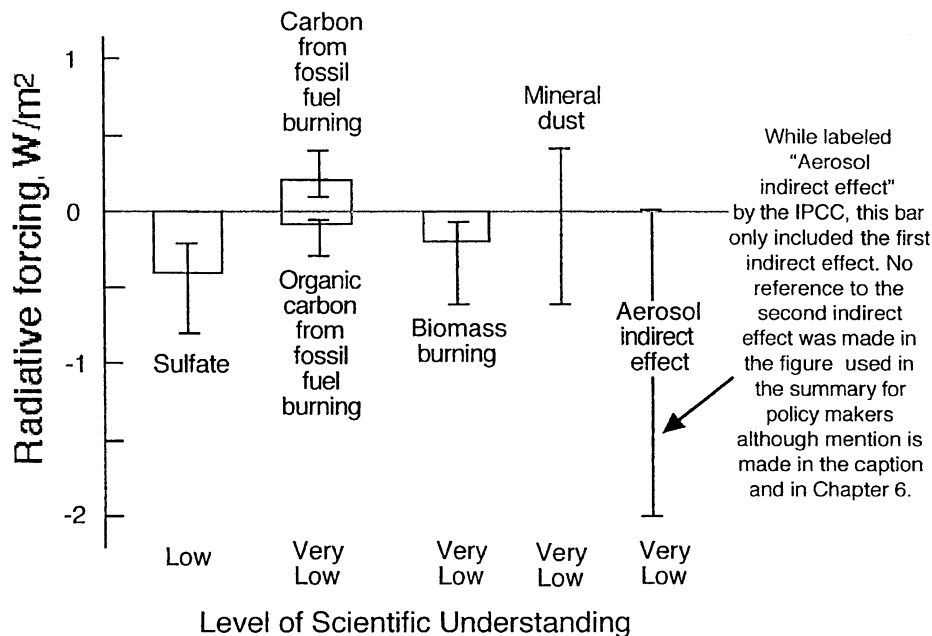 Radiative forcing, W/m²
1
0
-1
-2
Carbon
from
fossil
fuel
burning
Mineral
dust
Sulfate
Organic
carbon
from
fossil
fuel
burning
Biomass
burning
Aerosol
indirect
effect
While labeled
“Aerosol
indirect effect”
by the IPCC, this bar
only included the first
indirect effect. No
reference to the
second indirect
effect was made in
the figure used in
the summary for
policy makers
although mention is
made in the caption
and in Chapter 6.
Low
Very
Low
Very
Low
Very
Low
Very
Low
Level of Scientific Understanding